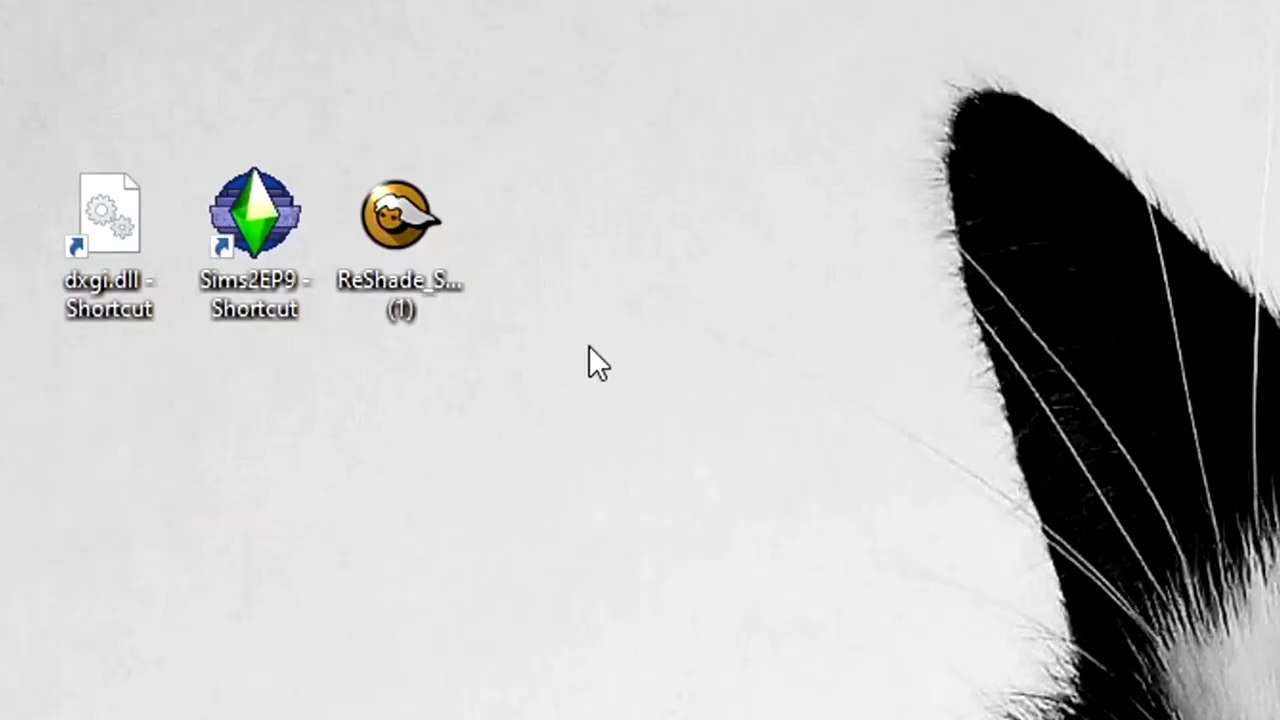 dxgi.dll -
Shortcut
Sims2EP9 -
Shortcut
ReShade_S...
(1)